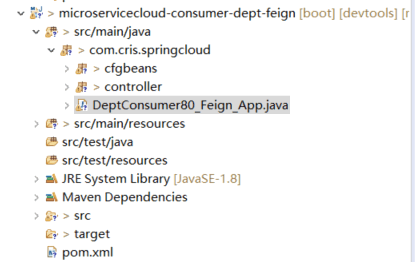 > microservicecloud-consumer-dept-feign [boot] [devtools] [r
> src/main/java
> com.cris.springcloud
> cfgbeans
> controller
DeptConsumer80_Feign_App.java
> src/main/resources
src/test/java
src/test/resources
JRE System Library [JavaSE-1.8]
Maven Dependencies
> src
> target
pom.xml